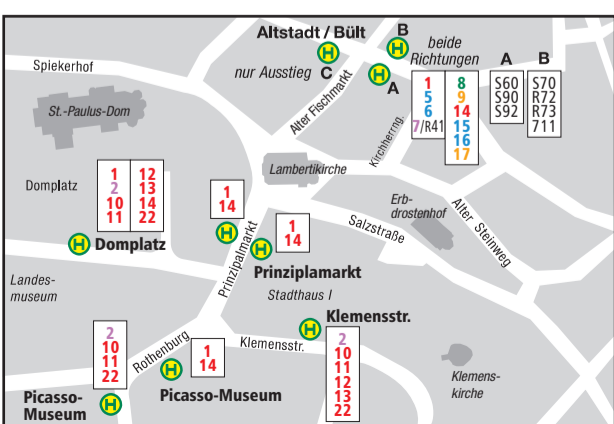 Altstadt / Bült
H
H
B
nur Ausstieg
C
H
A
beide
Richtungen
A
B
1
5
6
7/R41
8
9
14
15
16
17
S60
S90
S92
S70
R72
R73
711
Spiekerhof
St.-Paulus-Dom
Alter Fischmarkt
Kirchherrng.
Lambertikirche
Domplatz
1
2
10
11
12
13
14
22
H
Domplatz
1
14
H
Prinzipalmarkt
1
14
H
Prinziplamarkt
Erb-
drostenhof
Salzstraße
Alter Steinweg
Landes-
museum
Stadthaus I
Klemensstr.
H
2
10
11
12
13
22
Klemensstr.
Rothenburg
2
10
11
22
H
Picasso-
Museum
1
14
H
Picasso-Museum
Klemens-
kirche